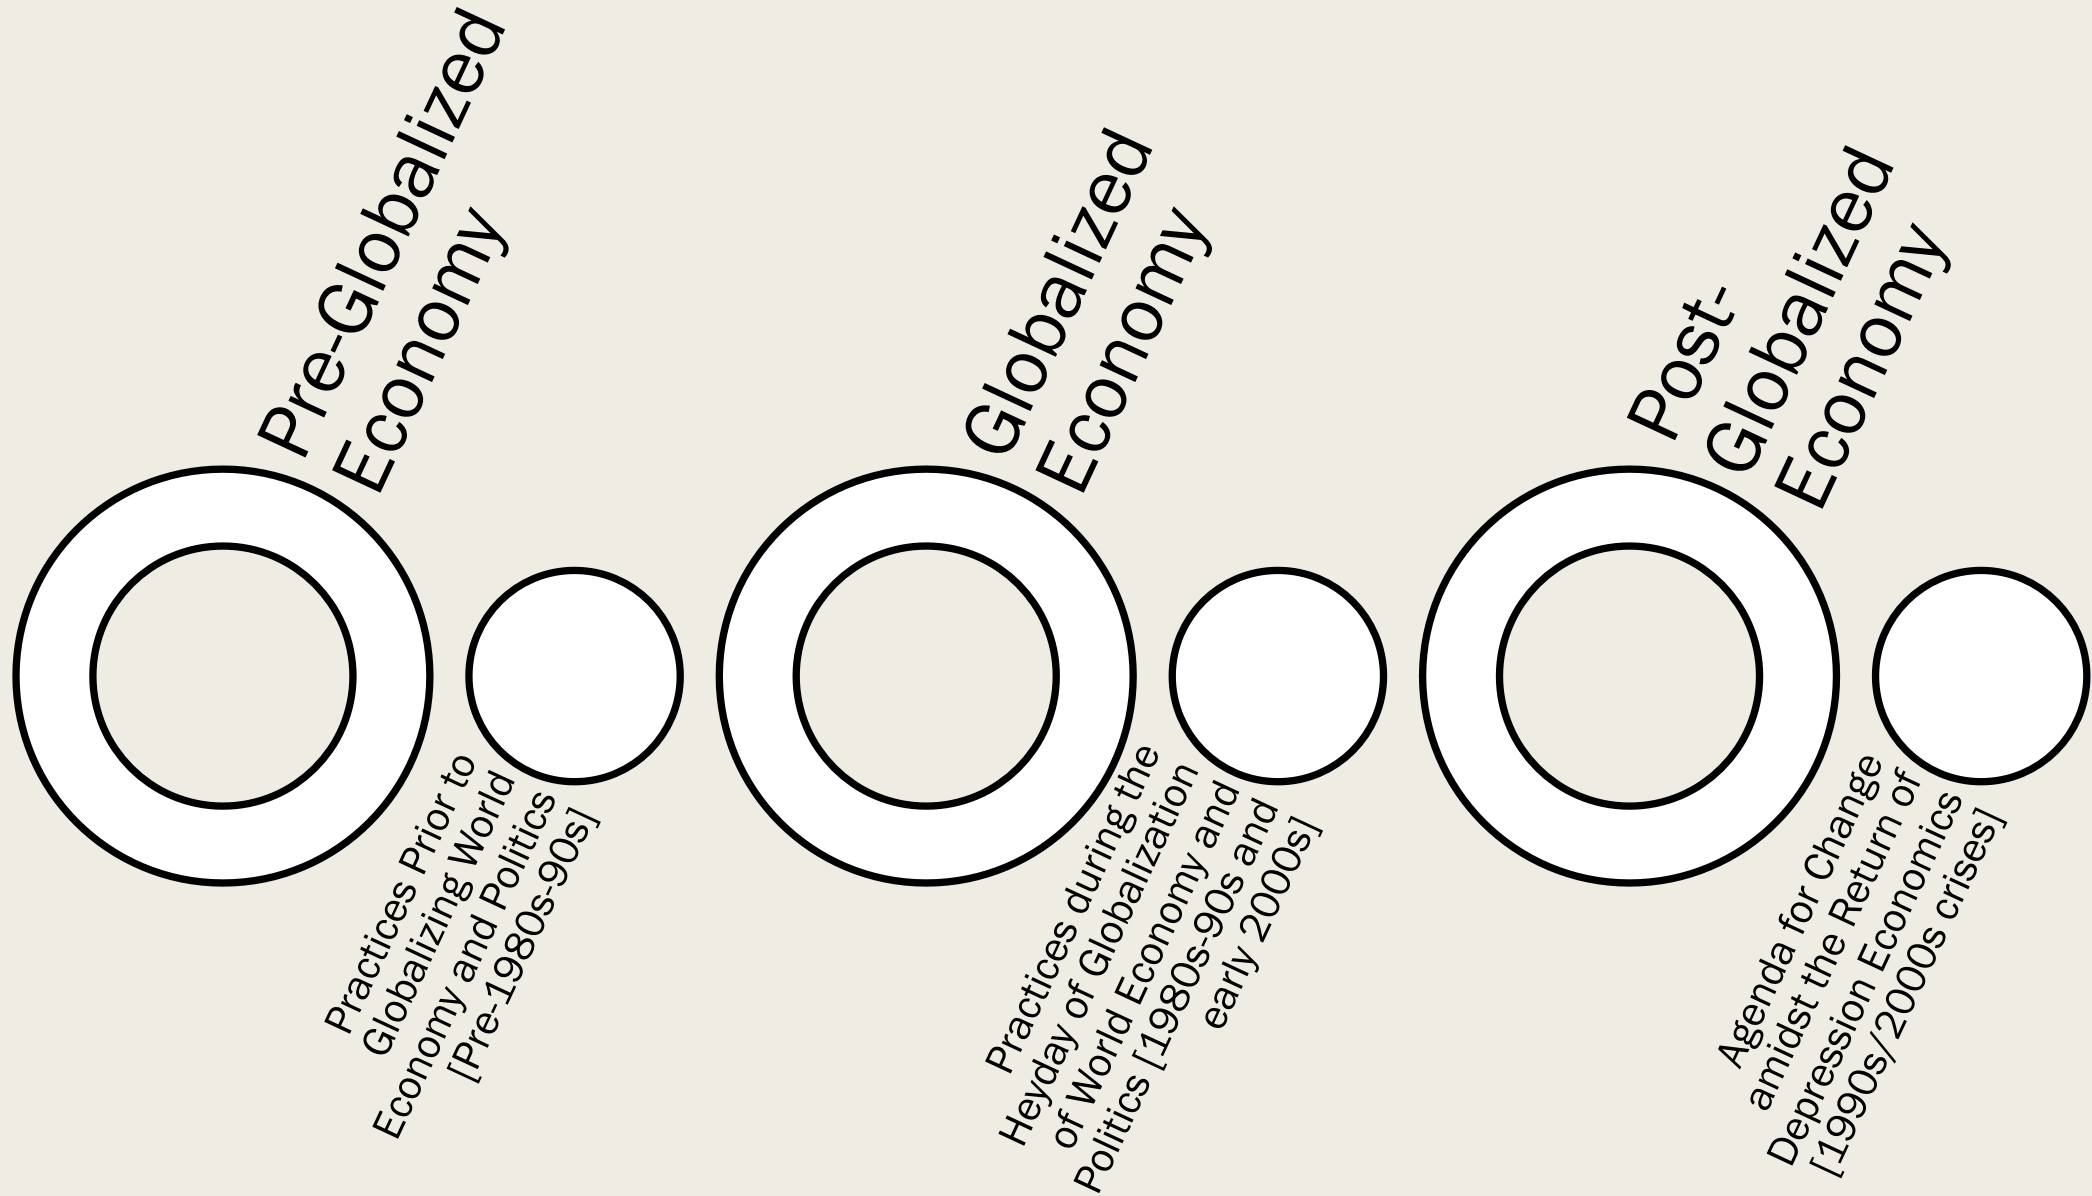 Pre-Globalized
Economy
Practices Prior to
Globalizing World
Economy and Politics
[Pre-1980s-90s]
Globalized
Economy
Practices during the
Heyday of Globalization
of World Economy and
Politics [1980s-90s and
early 2000s]
Post-
Globalized
Economy
Agenda for Change
amidst the Return of
Depression Economics
[1990s/2000s crises]